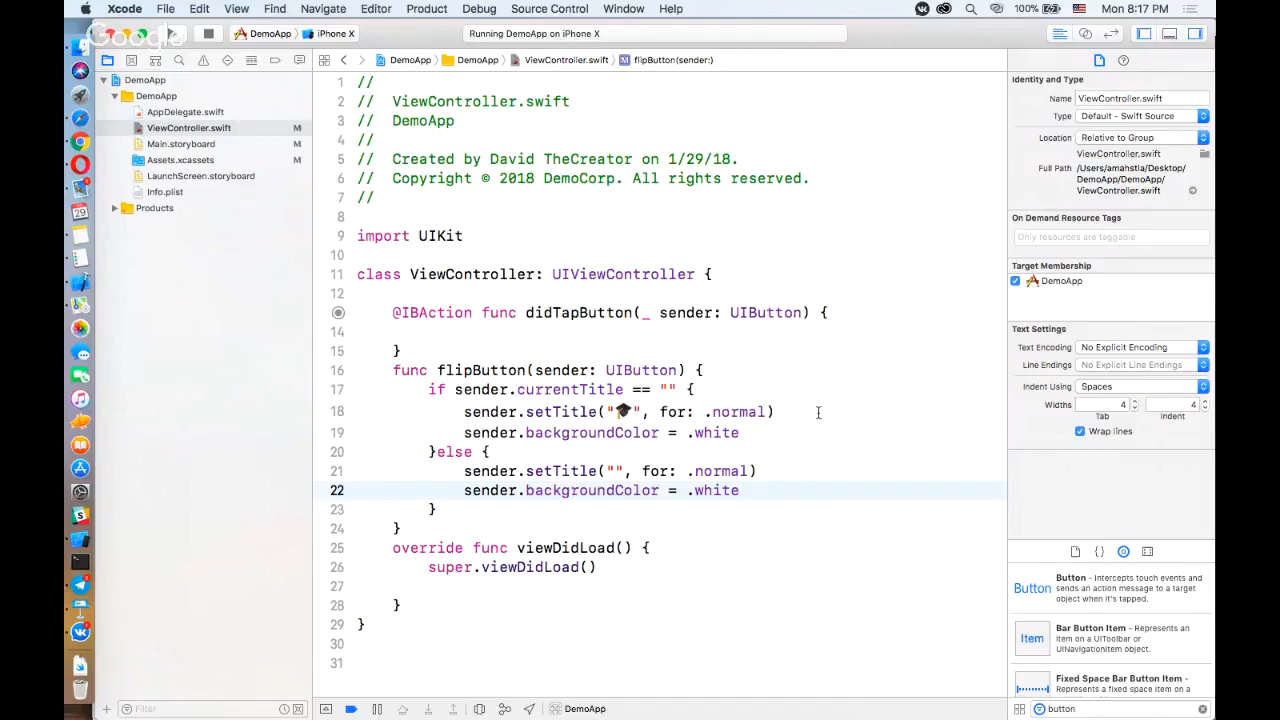 Xcode File Edit View Find Navigate Editor Product Debug Source Control Window Help 100% Mon 8:17 PM
Google
DemoApp iPhone X Running DemoApp on iPhone X
DemoApp DemoApp ViewController.swift M flipButton(sender:)
DemoApp
DemoApp
AppDelegate.swift
ViewController.swift M
Main.storyboard M
Assets.xcassets M
LaunchScreen.storyboard
Info.plist
Products
29
1 //
2 // ViewController.swift
3 // DemoApp
4 //
5 // Created by David TheCreator on 1/29/18.
6 // Copyright © 2018 DemoCorp. All rights reserved.
7 //
8
9 import UIKit
10
11 class ViewController: UIViewController {
12
13 @IBAction func didTapButton(_ sender: UIButton) {
14
15 }
16 func flipButton(sender: UIButton) {
17 if sender.currentTitle == "" {
18 sender.setTitle("🎓", for: .normal)
19 sender.backgroundColor = .white
20 }else {
21 sender.setTitle("", for: .normal)
22 sender.backgroundColor = .white
23 }
24 }
25 override func viewDidLoad() {
26 super.viewDidLoad()
27
28 }
29 }
30
31
Identity and Type
Name ViewController.swift
Type Default - Swift Source
Location Relative to Group
ViewController.swift
Full Path /Users/amahstla/Desktop/
DemoApp/DemoApp/
ViewController.swift
On Demand Resource Tags
Only resources are taggable
Target Membership
DemoApp
Text Settings
Text Encoding No Explicit Encoding
Line Endings No Explicit Line Endings
Indent Using Spaces
Widths 4 4
Tab Indent
Wrap lines
Button Button - Intercepts touch events and
sends an action message to a target
object when it's tapped.
Item Bar Button Item - Represents an
item on a UIToolbar or
UINavigationItem object.
Fixed Space Bar Button Item -
Represents a fixed space item on a
Filter DemoApp button